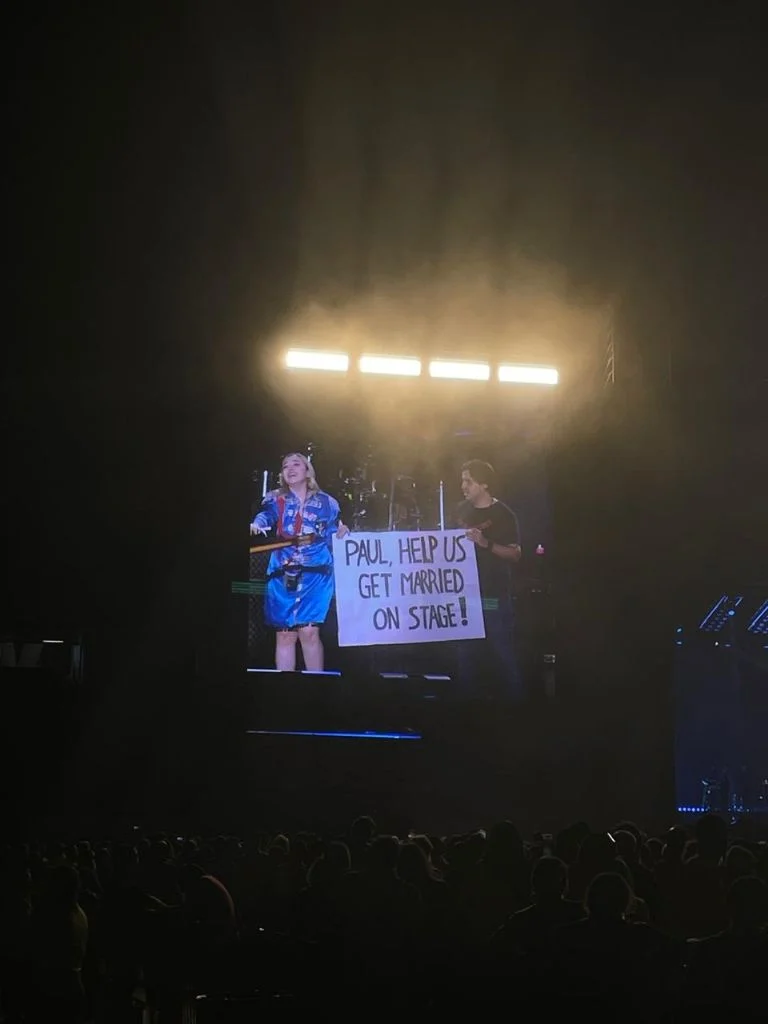 PAUL, HELP US
GET MARRIED
ON STAGE!